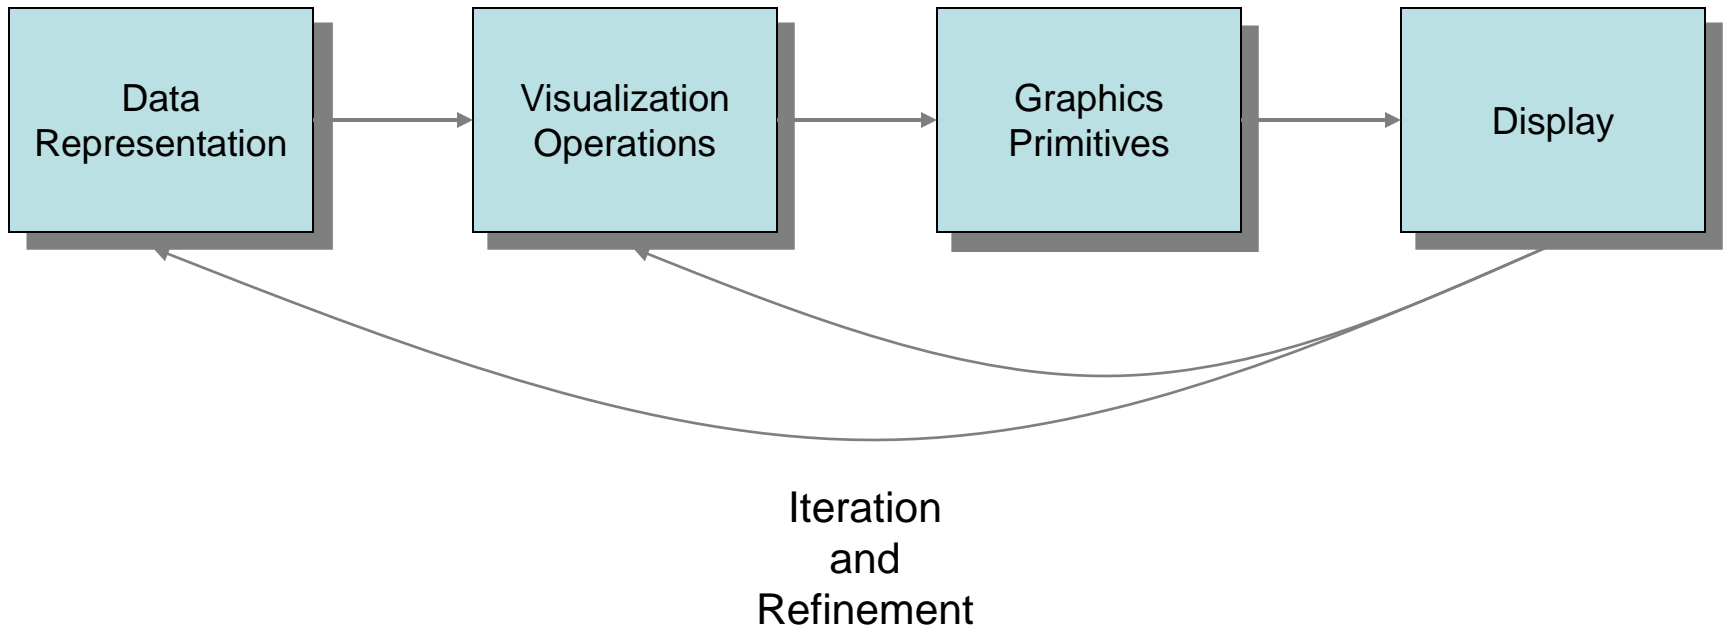 Data
Representation
Visualization
Operations
Graphics
Primitives
Display
Iteration
and
Refinement